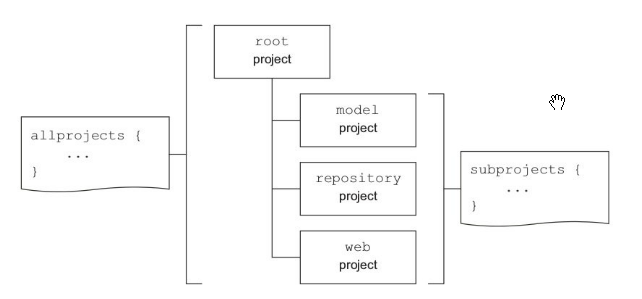 root
project
model
project
allprojects {
...
}
repository
project
subprojects {
...
}
web
project